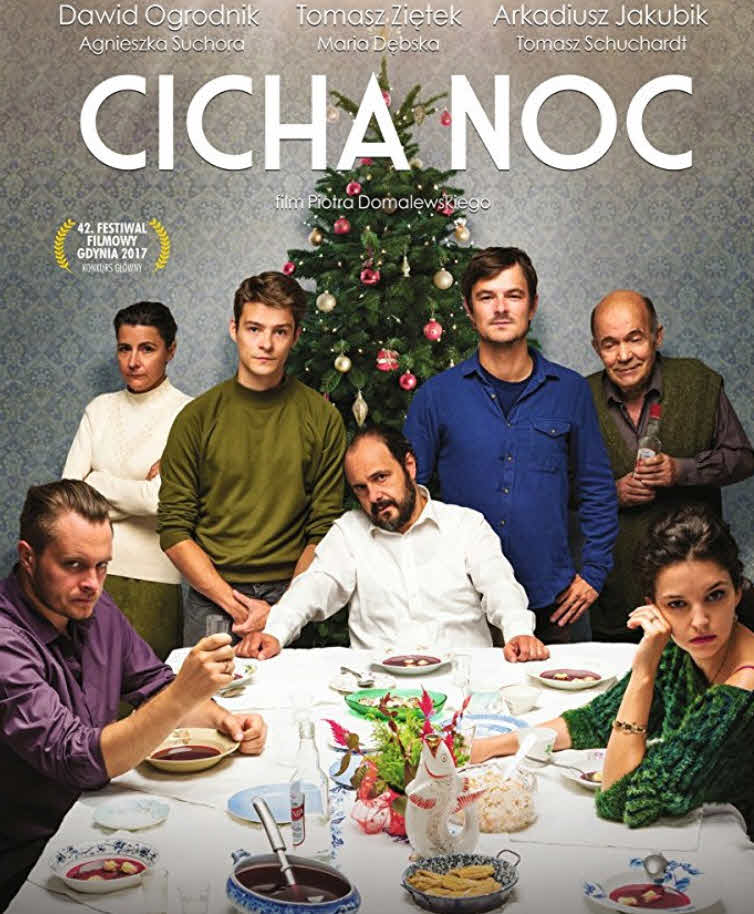 Dawid Ogrodnik Tomasz Ziętek Arkadiusz Jakubik
Agnieszka Suchora Maria Dębska Tomasz Schuchardt
CICHA NOC
film Piotra Domalewskiego
42. FESTIWAL
FILMOWY
GDYNIA 2017
KONKURS GŁÓWNY